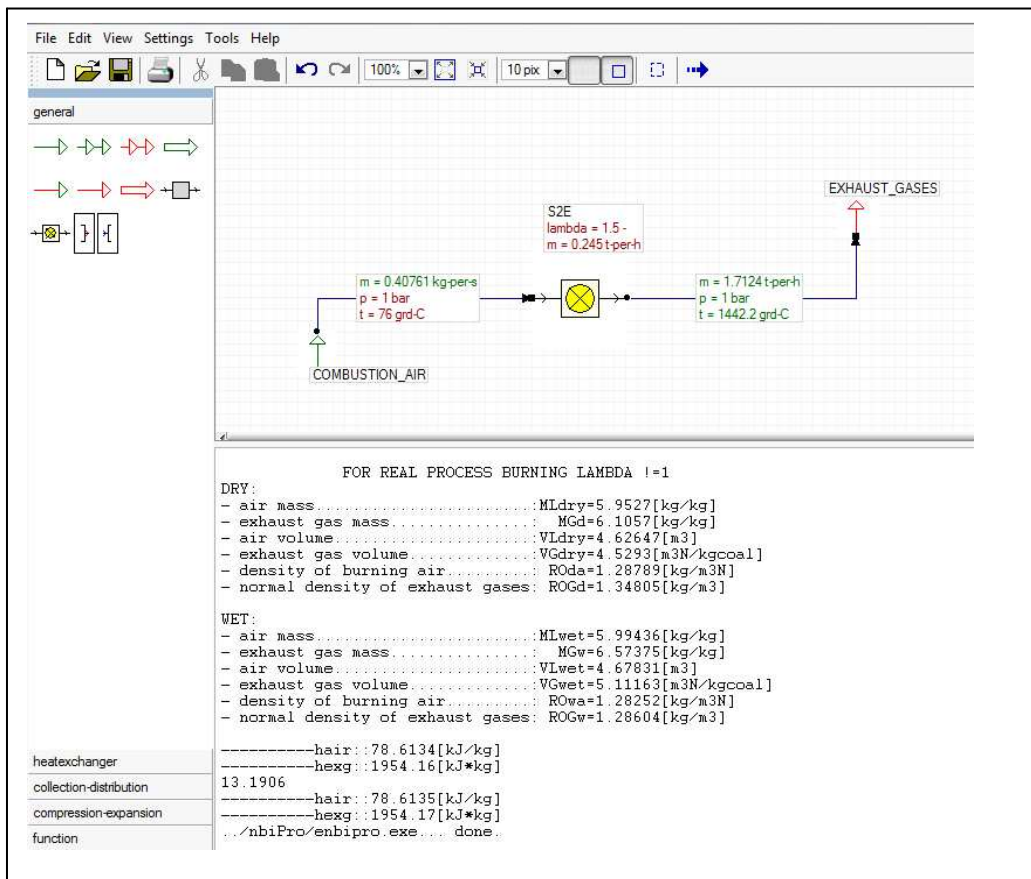 File Edit View Settings Tools Help
100% 10 pix
general
EXHAUST_GASES
S2E
lambda = 1.5 -
m = 0.245 t-per-h
m = 0.40761 kg-per-s
p = 1 bar
t = 76 grd-C
m = 1.7124 t-per-h
p = 1 bar
t = 1442.2 grd-C
COMBUSTION_AIR
FOR REAL PROCESS BURNING LAMBDA !=1
DRY:
- air mass.......................:MLdry=5.9527[kg/kg]
- exhaust gas mass...............: MGd=6.1057[kg/kg]
- air volume.....................:VLdry=4.62647[m3]
- exhaust gas volume.............:VGdry=4.5293[m3N/kgcoal]
- density of burning air.........: ROda=1.28789[kg/m3N]
- normal density of exhaust gases: ROGd=1.34805[kg/m3]
WET:
- air mass.......................:MLwet=5.99436[kg/kg]
- exhaust gas mass...............: MGw=6.57375[kg/kg]
- air volume.....................:VLwet=4.67831[m3]
- exhaust gas volume.............:VGwet=5.11163[m3N/kgcoal]
- density of burning air.........: ROwa=1.28252[kg/m3N]
- normal density of exhaust gases: ROGw=1.28604[kg/m3]
----------hair::78.6134[kJ/kg]
----------hexg::1954.16[kJ*kg]
13.1906
----------hair::78.6135[kJ/kg]
----------hexg::1954.17[kJ*kg]
../nbiPro/enbipro.exe... done.
heatexchanger
collection-distribution
compression-expansion
function